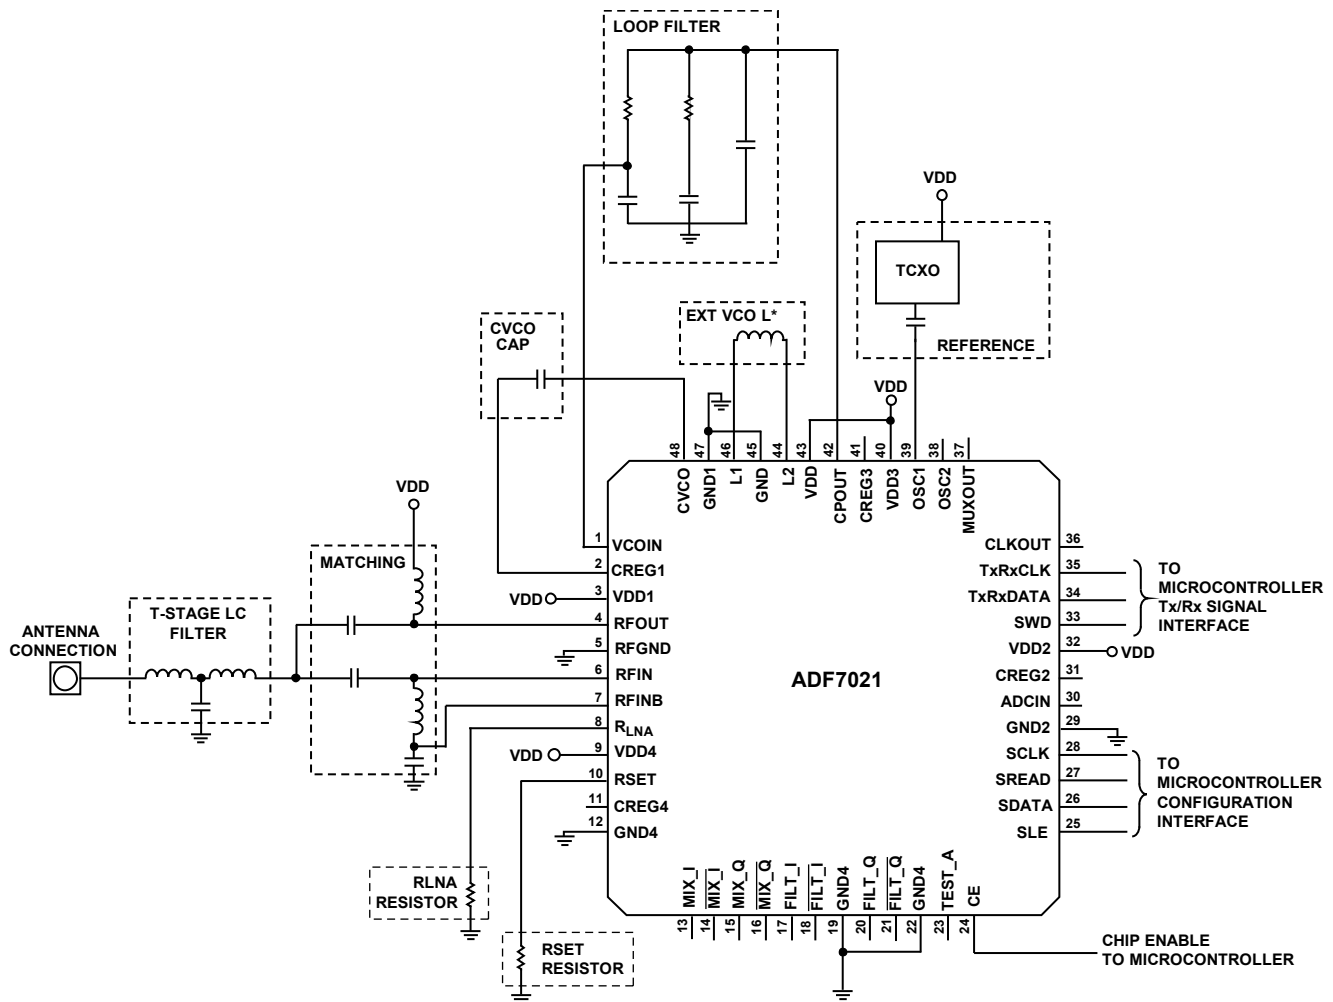 LOOP FILTER
VDD
TCXO
REFERENCE
EXT VCO L*
CVCO
CAP
VDD
48
47
46
45
44
43
42
41
40
39
38
37
CVCO
GND1
L1
GND
L2
VDD
CPOUT
CREG3
VDD3
OSC1
OSC2
MUXOUT
VDD
MATCHING
T-STAGE LC
FILTER
ANTENNA
CONNECTION
1 VCOIN
2 CREG1
VDD 3 VDD1
4 RFOUT
5 RFGND
6 RFIN
7 RFINB
8 RLNA
VDD 9 VDD4
10 RSET
11 CREG4
12 GND4
ADF7021
CLKOUT 36
TxRxCLK 35
TxRxDATA 34
SWD 33
VDD2 32 VDD
CREG2 31
ADCIN 30
GND2 29
SCLK 28
SREAD 27
SDATA 26
SLE 25
TO
MICROCONTROLLER
Tx/Rx SIGNAL
INTERFACE
TO
MICROCONTROLLER
CONFIGURATION
INTERFACE
MIX_I
MIX_I
MIX_Q
MIX_Q
FILT_I
FILT_I
GND4
FILT_Q
FILT_Q
GND4
TEST_A
CE
13
14
15
16
17
18
19
20
21
22
23
24
RLNA
RESISTOR
RSET
RESISTOR
CHIP ENABLE
TO MICROCONTROLLER